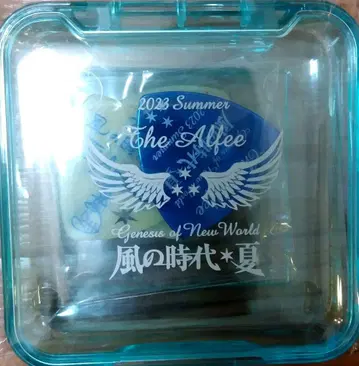 2023 Summer
The Alfee
Genesis of New World
風の時代★夏